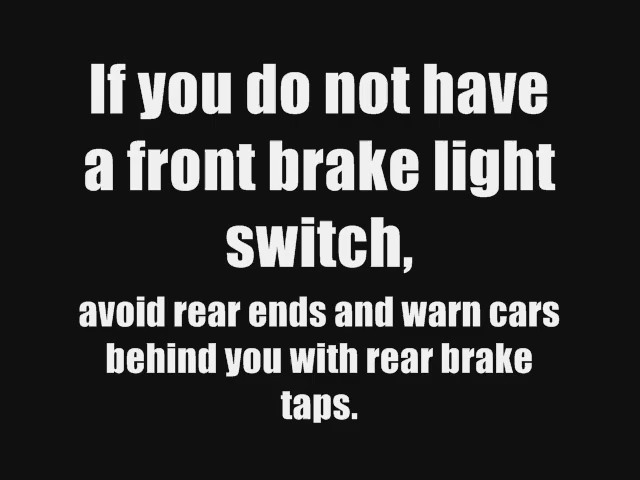 If you do not have
a front brake light
switch,
avoid rear ends and warn cars
behind you with rear brake
taps.